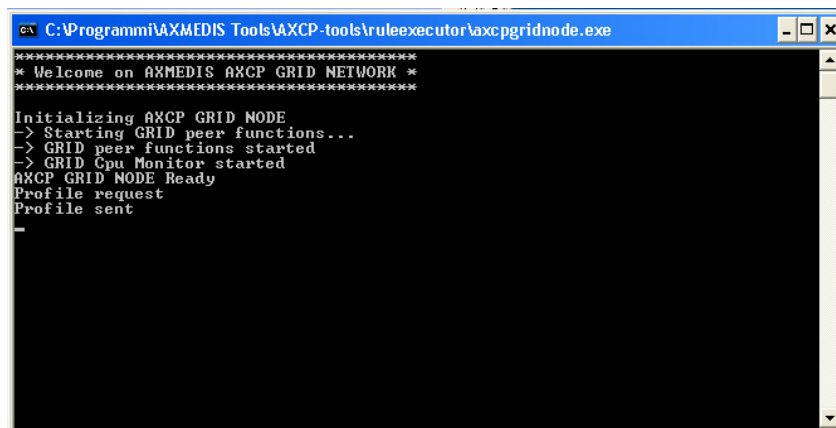 C:\Programmi\AXMEDIS Tools\AXCP-tools\ruleexecutor\axcpgridnode.exe
*****************************************
* Welcome on AXMEDIS AXCP GRID NETWORK *
*****************************************
Initializing AXCP GRID NODE
-> Starting GRID peer functions...
-> GRID peer functions started
-> GRID Cpu Monitor started
AXCP GRID NODE Ready
Profile request
Profile sent